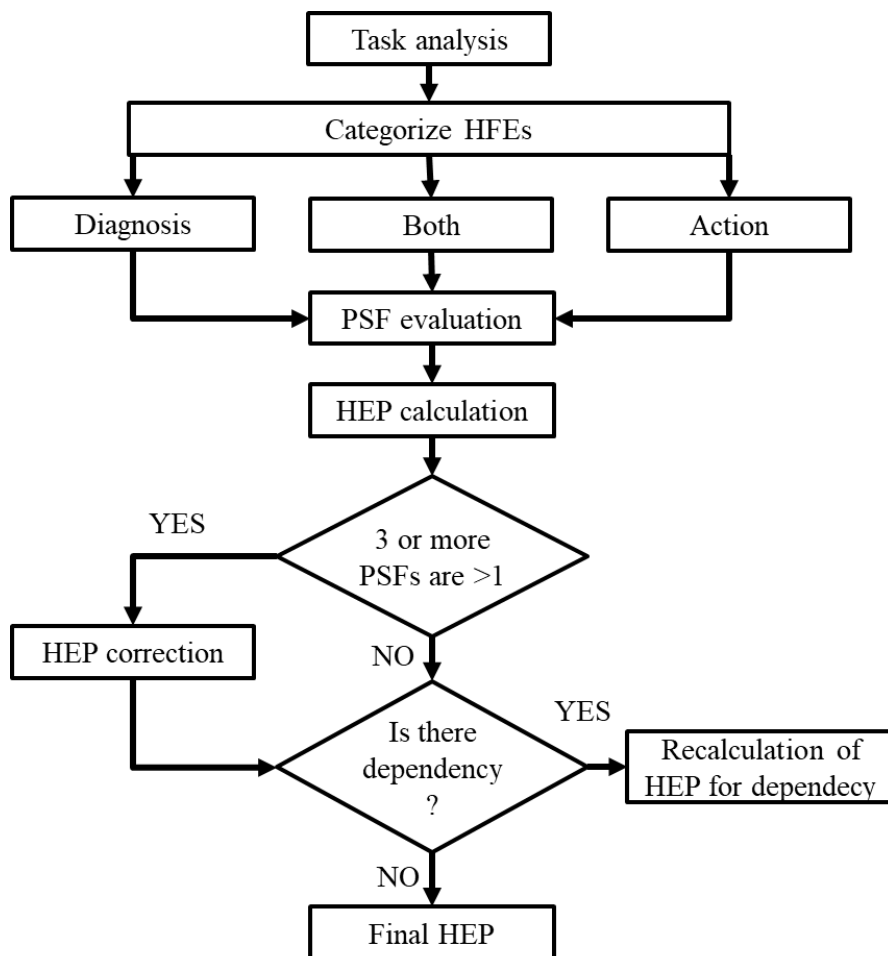 Task analysis
Categorize HFEs
Diagnosis
Both
Action
PSF evaluation
HEP calculation
YES
3 or more
PSFs are >1
HEP correction
NO
YES
Is there
dependency
?
Recalculation of
HEP for dependecy
NO
Final HEP